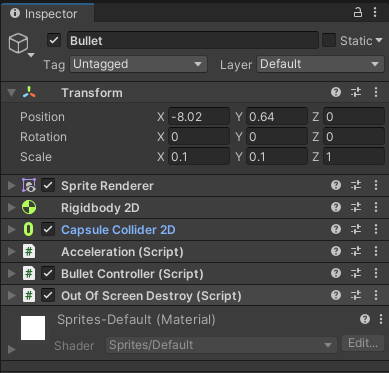 Inspector
Bullet Static
Tag Untagged Layer Default
Transform
Position X -8.02 Y 0.64 Z 0
Rotation X 0 Y 0 Z 0
Scale X 0.1 Y 0.1 Z 1
Sprite Renderer
Rigidbody 2D
Capsule Collider 2D
Acceleration (Script)
Bullet Controller (Script)
Out Of Screen Destroy (Script)
Sprites-Default (Material)
Shader Sprites/Default Edit...